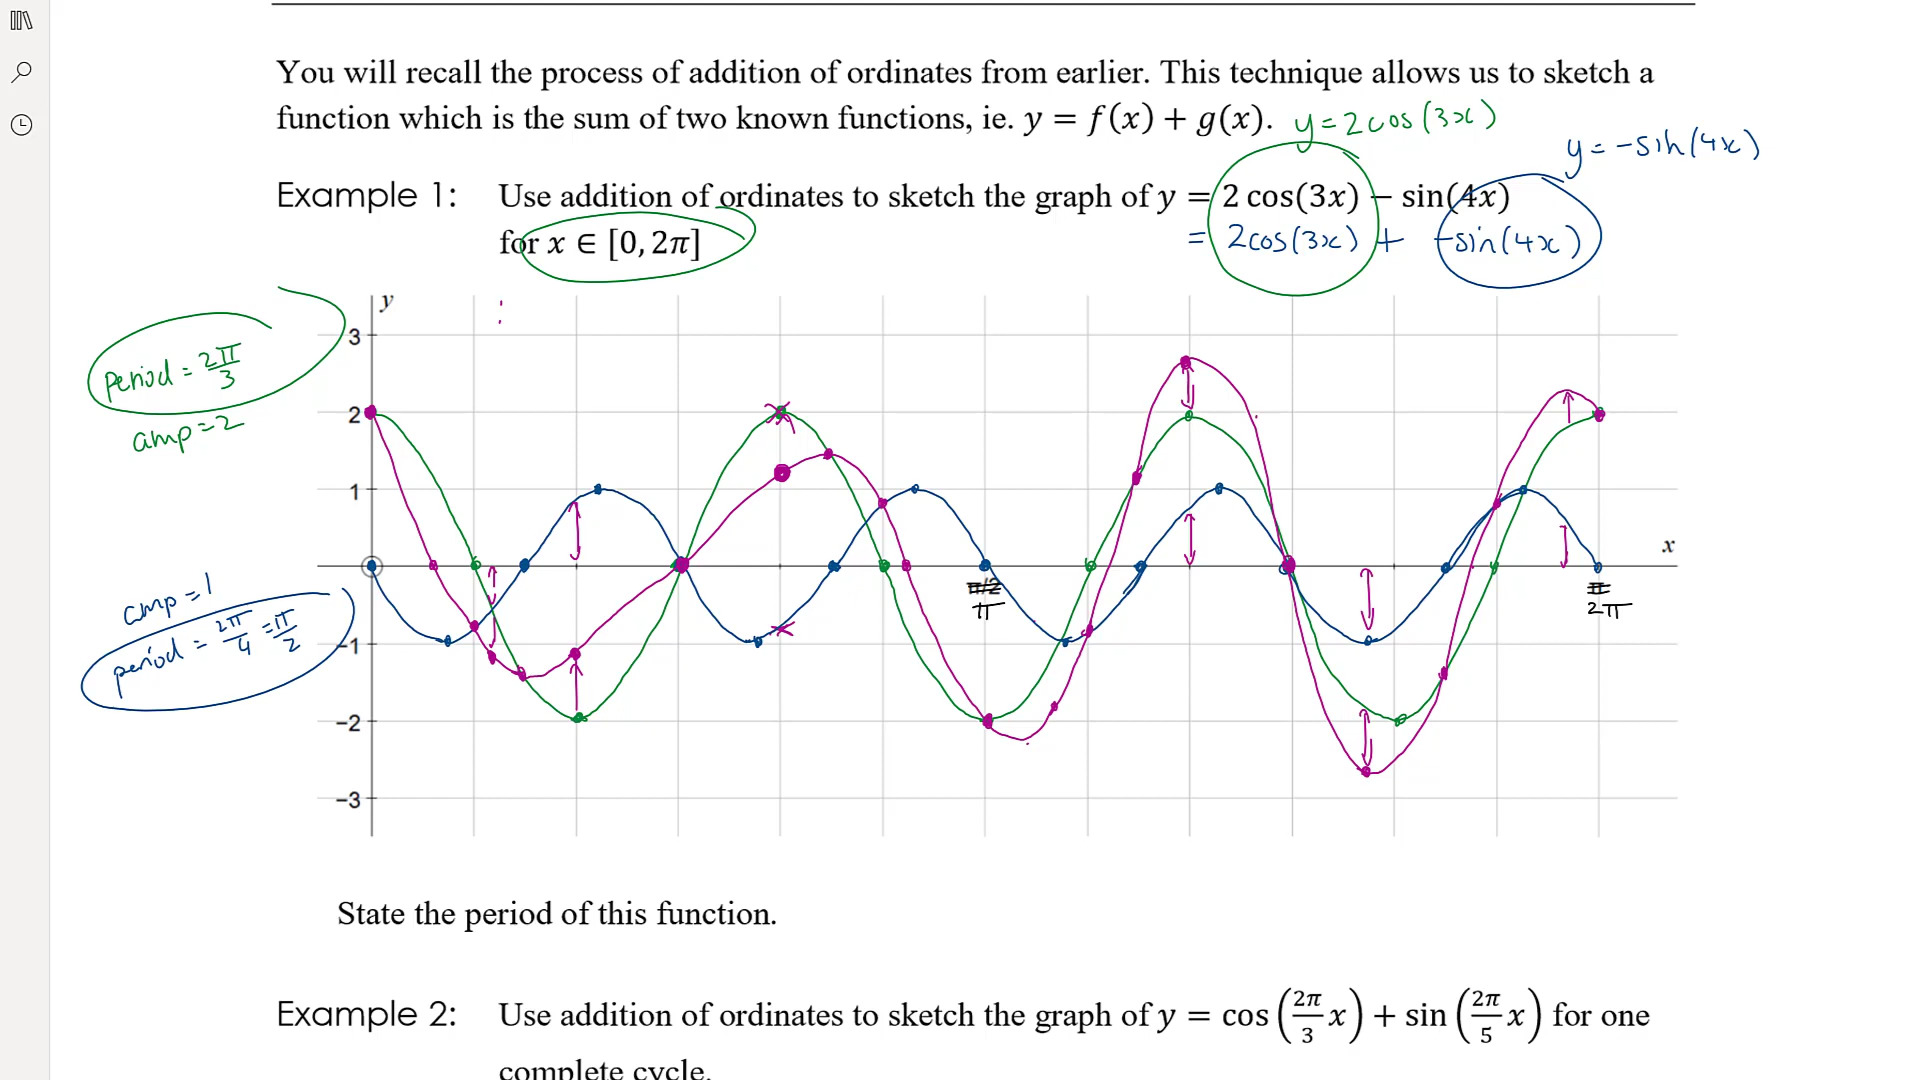 You will recall the process of addition of ordinates from earlier. This technique allows us to sketch a
function which is the sum of two known functions, ie. y = f(x) + g(x). y = 2cos(3x)
y = -sin(4x)
Example 1: Use addition of ordinates to sketch the graph of y = 2 cos(3x) − sin(4x)
for x ∈ [0, 2π]
= 2cos(3x) + -sin(4x)
y
3
2
1
-1
-2
-3
x
period = 2π/3
amp = 2
amp = 1
period = 2π/4 = π/2
π/2
π
π
2π
State the period of this function.
Example 2: Use addition of ordinates to sketch the graph of y = cos(2π/3 x) + sin(2π/5 x) for one
complete cycle.